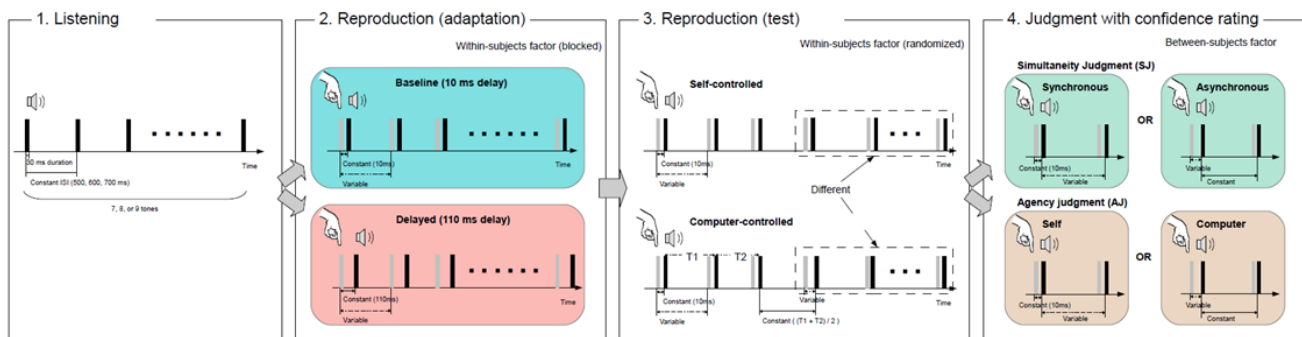 1. Listening
30 ms duration
Constant ISI (500, 600, 700 ms)
Time
7, 8, or 9 tones
2. Reproduction (adaptation)
Within-subjects factor (blocked)
Baseline (10 ms delay)
Constant (10ms)
Variable
Time
Delayed (110 ms delay)
Constant (110ms)
Variable
Time
3. Reproduction (test)
Within-subjects factor (randomized)
Self-controlled
Constant (10ms)
Variable
Time
Different
Computer-controlled
T1 T2
Constant (10ms)
Variable
Variable
Time
Constant ( (T1 + T2) / 2 )
4. Judgment with confidence rating
Between-subjects factor
Simultaneity Judgment (SJ)
Synchronous
OR
Asynchronous
Constant (10ms)
Variable
Variable
Constant
Agency judgment (AJ)
Self
OR
Computer
Constant (10ms)
Variable
Variable
Constant